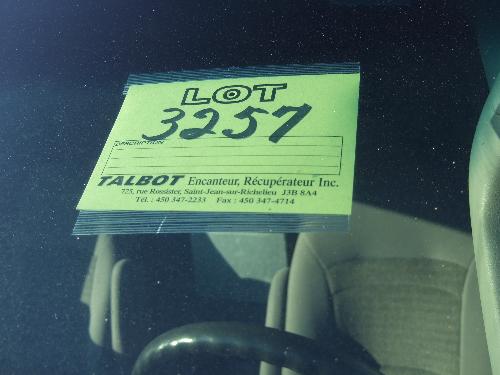 LOT
3257
DESCRIPTION
TALBOT Encanteur, Récupérateur Inc.
725, rue Rossiter, Saint-Jean-sur-Richelieu J3B 8A4
Tél. : 450 347-2233 Fax : 450 347-4714